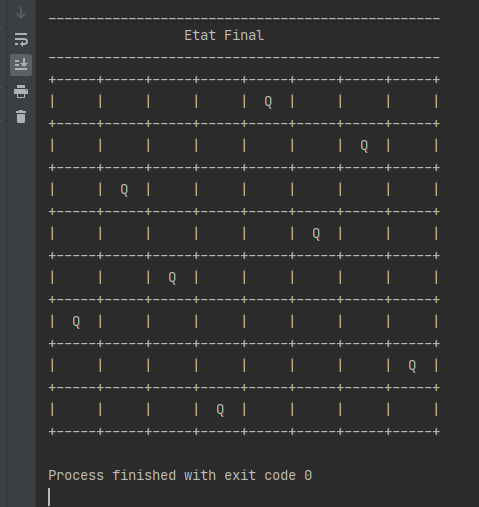 -------------------------------------------------
                 Etat Final
-------------------------------------------------
+-----+-----+-----+-----+-----+-----+-----+-----+
|     |     |     |     |  Q  |     |     |     |
+-----+-----+-----+-----+-----+-----+-----+-----+
|     |     |     |     |     |     |  Q  |     |
+-----+-----+-----+-----+-----+-----+-----+-----+
|     |  Q  |     |     |     |     |     |     |
+-----+-----+-----+-----+-----+-----+-----+-----+
|     |     |     |     |     |  Q  |     |     |
+-----+-----+-----+-----+-----+-----+-----+-----+
|     |     |  Q  |     |     |     |     |     |
+-----+-----+-----+-----+-----+-----+-----+-----+
|  Q  |     |     |     |     |     |     |     |
+-----+-----+-----+-----+-----+-----+-----+-----+
|     |     |     |     |     |     |     |  Q  |
+-----+-----+-----+-----+-----+-----+-----+-----+
|     |     |     |  Q  |     |     |     |     |
+-----+-----+-----+-----+-----+-----+-----+-----+
Process finished with exit code 0